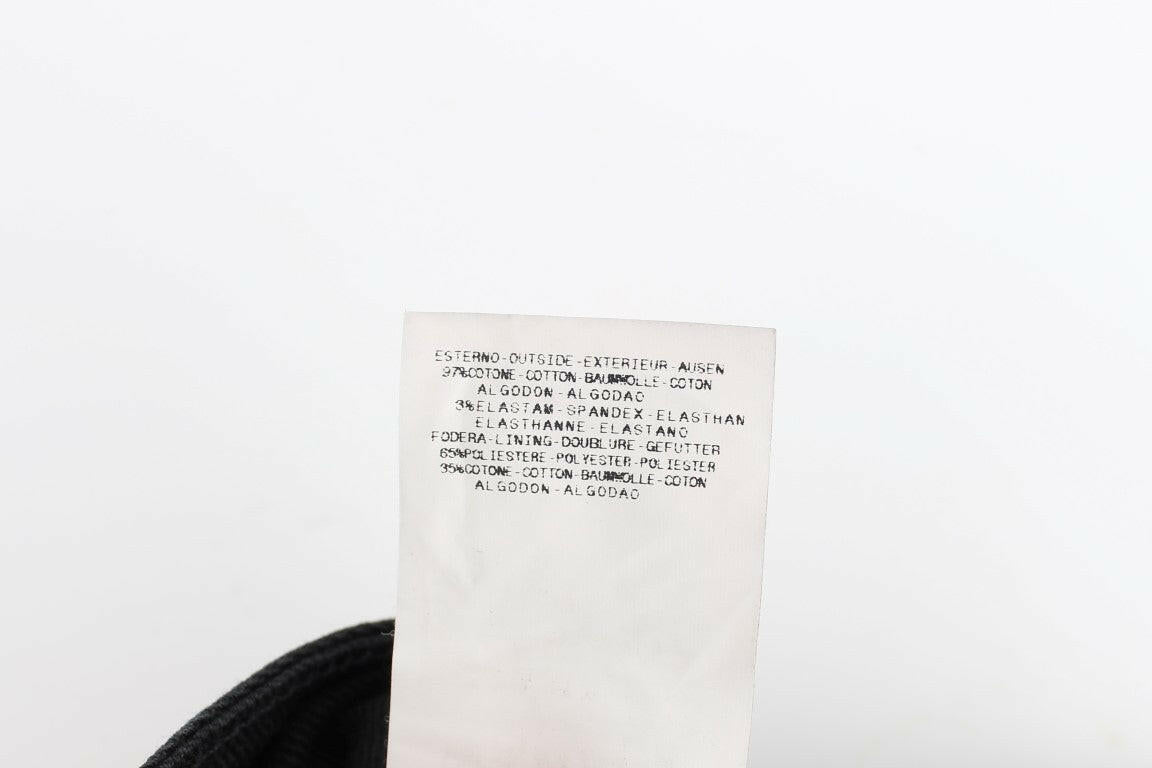 ESTERNO-OUTSIDE-EXTERIEUR-AUSEN
97%COTONE-COTTON-BAUMWOLLE-COTON
ALGODON-ALGODAO
3%ELASTAM-SPANDEX-ELASTHAN
ELASTHANNE-ELASTANO
FODERA-LINING-DOUBLURE-GEFUTTER
65%POLIESTERE-POLYESTER-POLIESTER
35%COTONE-COTTON-BAUMWOLLE-COTON
ALGODON-ALGODAO